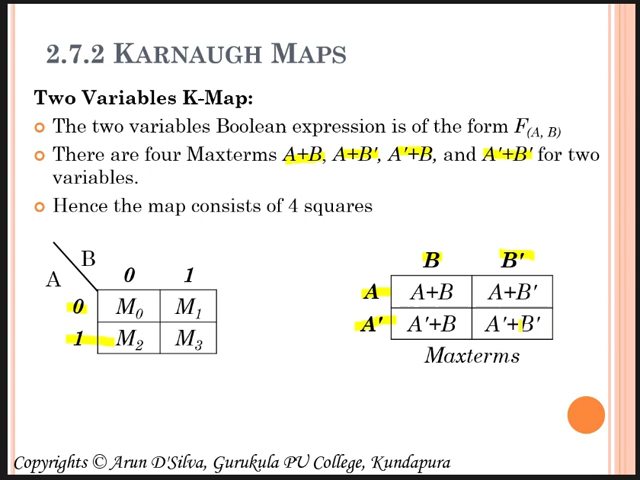 2.7.2 KARNAUGH MAPS
Two Variables K-Map:
The two variables Boolean expression is of the form F(A, B)
There are four Maxterms A+B, A+B′, A′+B, and A′+B′ for two
variables.
Hence the map consists of 4 squares
B
A 0 1
0 M0 M1
1 M2 M3
B B′
A A+B A+B′
A′ A′+B A′+B′
Maxterms
Copyrights © Arun D'Silva, Gurukula PU College, Kundapura